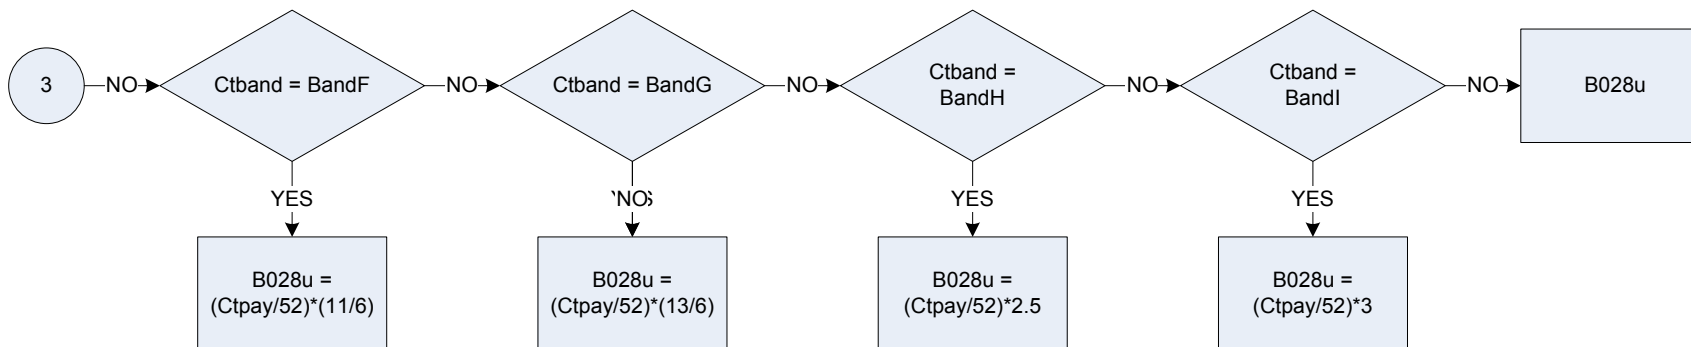 3
NO
Ctband = BandF
NO
Ctband = BandG
NO
Ctband =
BandH
NO
Ctband =
BandI
NO
B028u
YES
YES
YES
B028u =
(Ctpay/52)*(11/6)
B028u =
(Ctpay/52)*(13/6)
B028u =
(Ctpay/52)*2.5
B028u =
(Ctpay/52)*3